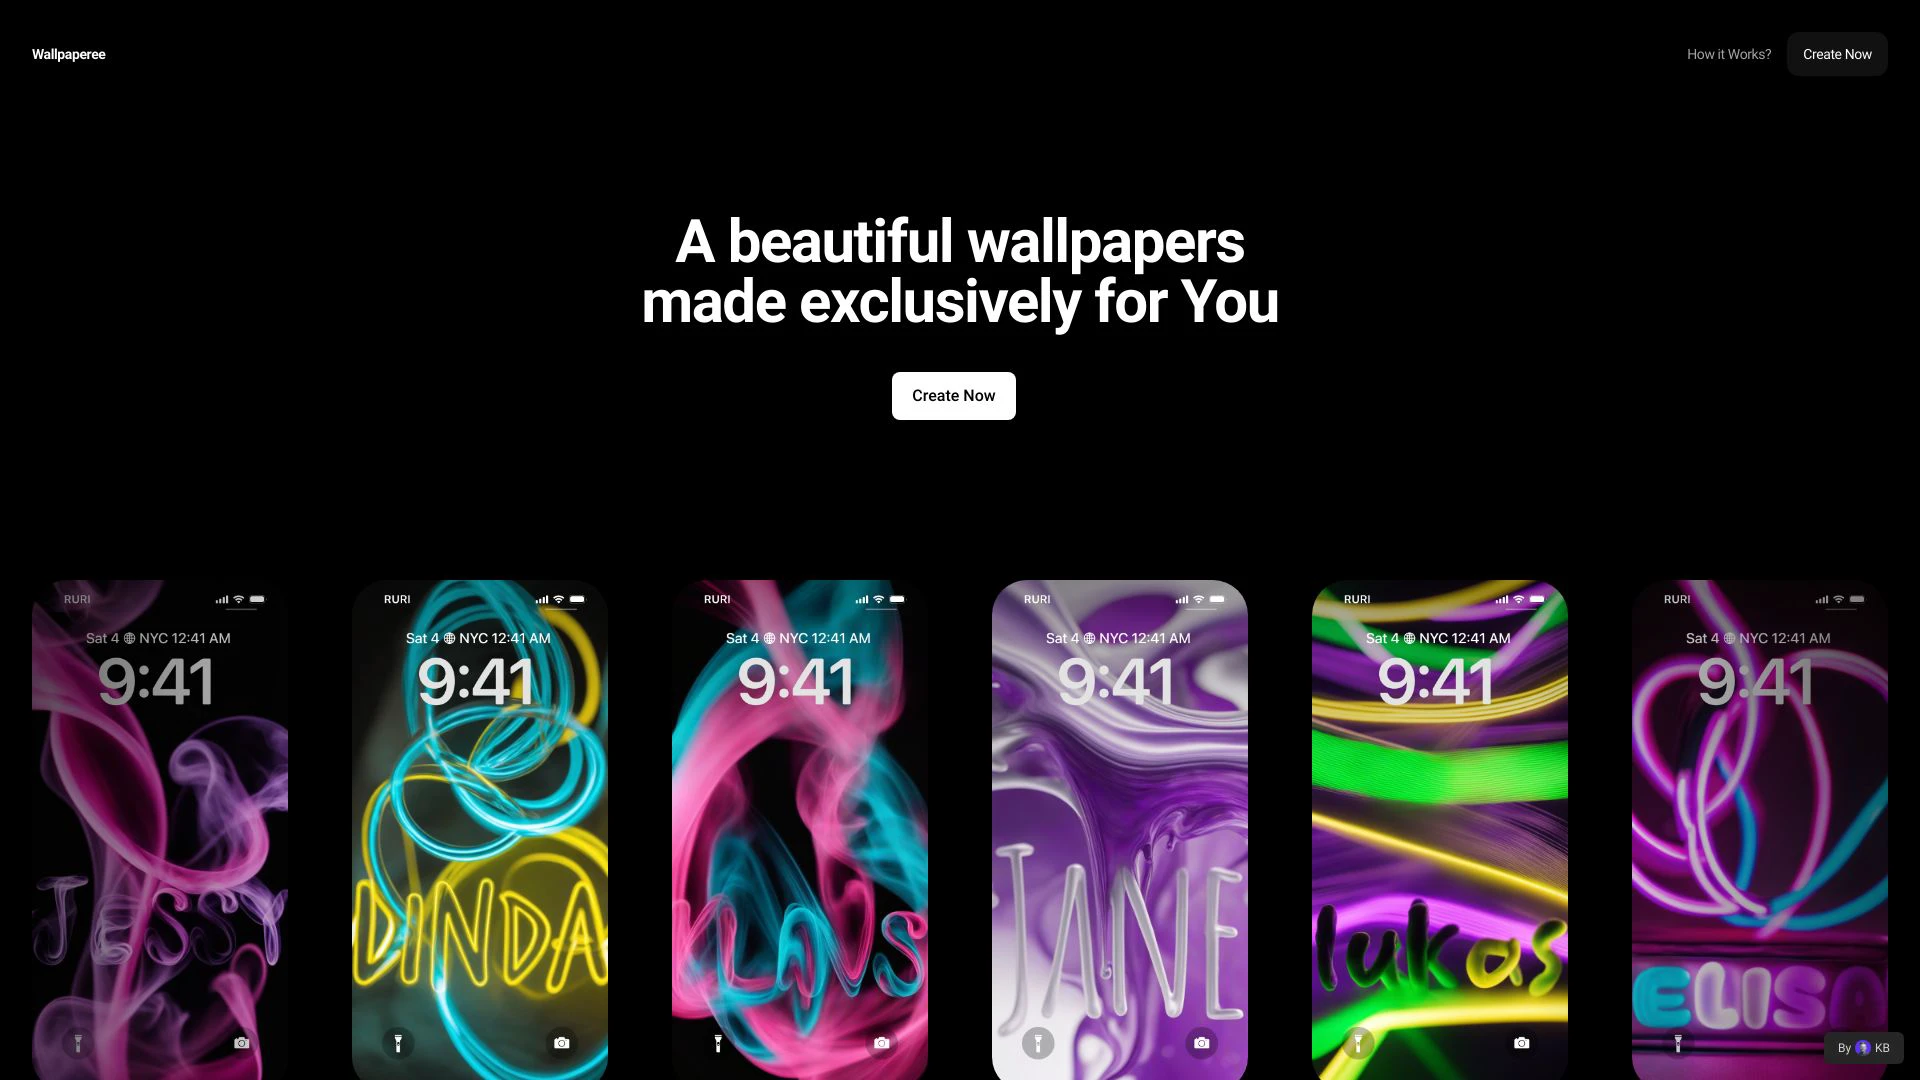 Wallpaperee
How it Works?
Create Now
A beautiful wallpapers
made exclusively for You
Create Now
RURI
Sat 4 NYC 12:41 AM
9:41
JESSY
RURI
Sat 4 NYC 12:41 AM
9:41
DINDA
RURI
Sat 4 NYC 12:41 AM
9:41
KLAUS
RURI
Sat 4 NYC 12:41 AM
9:41
JANE
RURI
Sat 4 NYC 12:41 AM
9:41
lukas
RURI
Sat 4 NYC 12:41 AM
9:41
ELISA
By KB